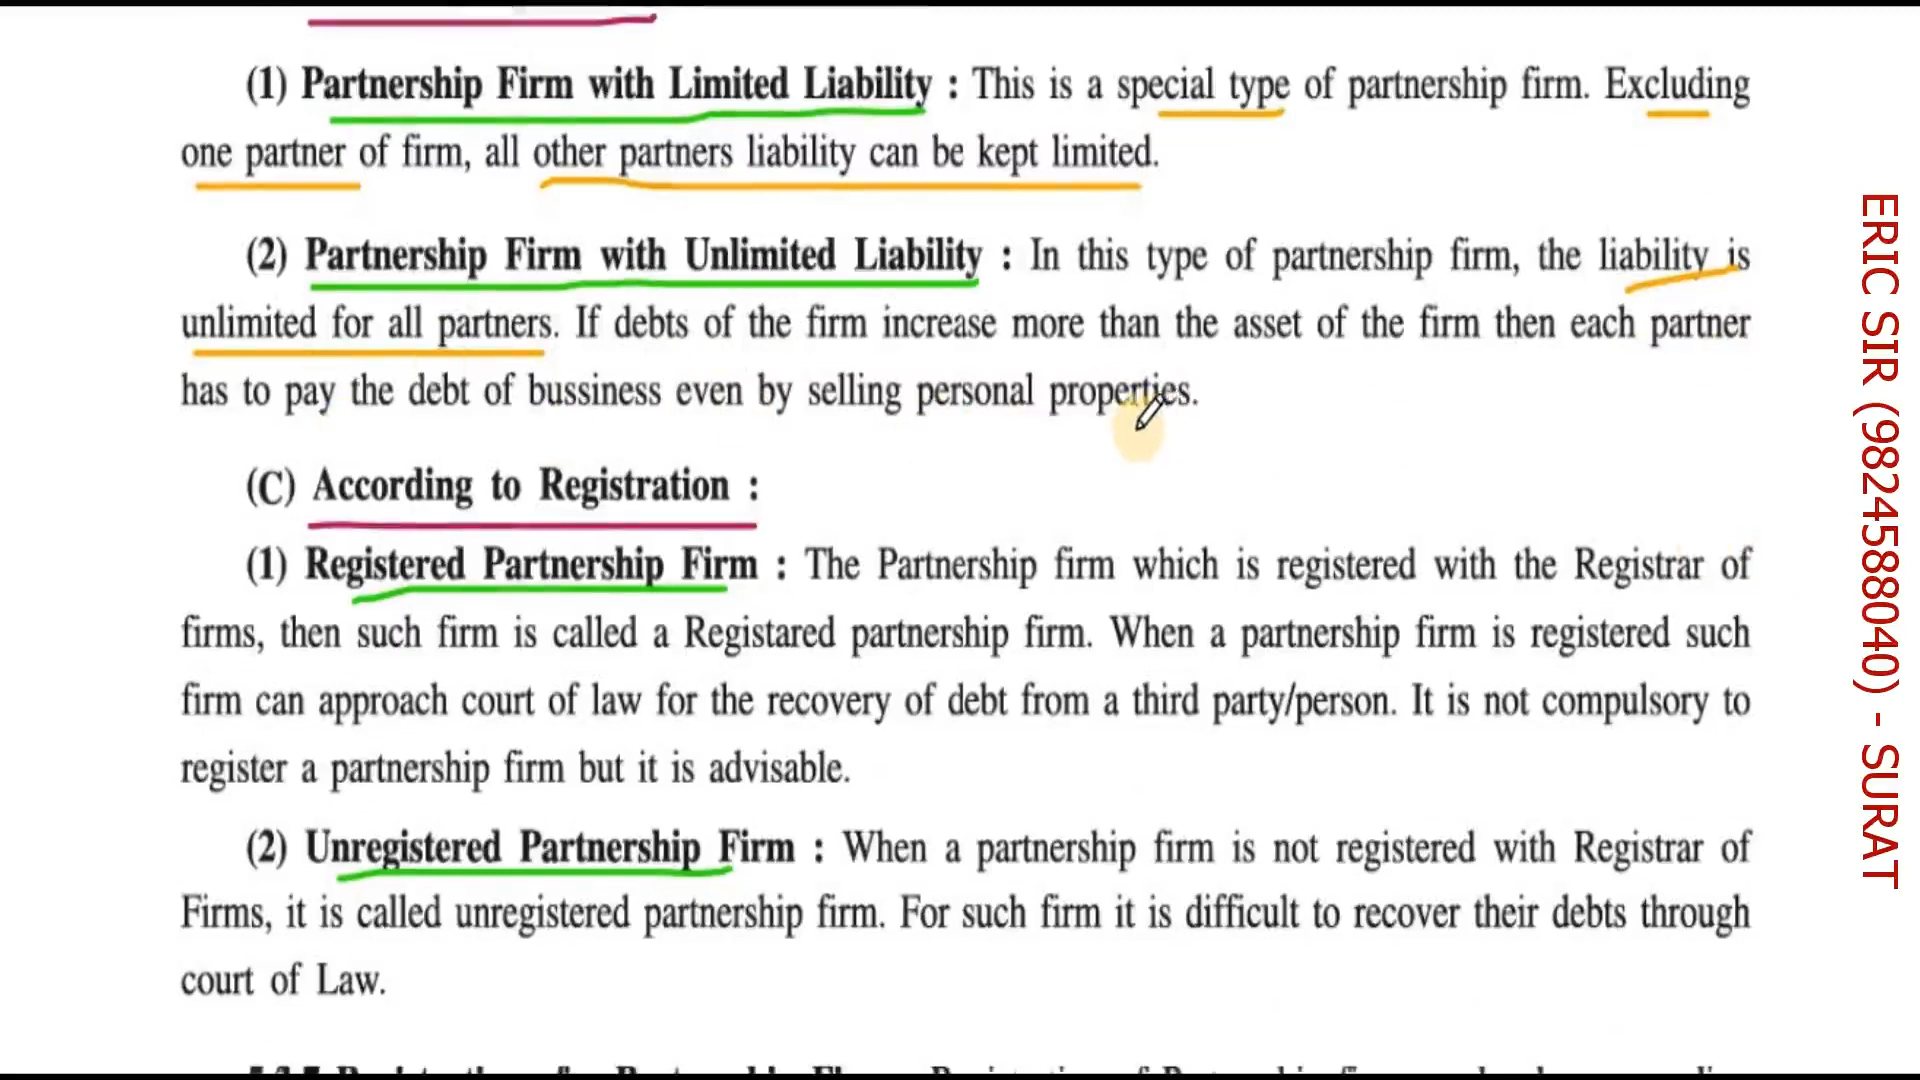 (1) Partnership Firm with Limited Liability : This is a special type of partnership firm. Excluding
one partner of firm, all other partners liability can be kept limited.
(2) Partnership Firm with Unlimited Liability : In this type of partnership firm, the liability is
unlimited for all partners. If debts of the firm increase more than the asset of the firm then each partner
has to pay the debt of bussiness even by selling personal properties.
(C) According to Registration :
(1) Registered Partnership Firm : The Partnership firm which is registered with the Registrar of
firms, then such firm is called a Registared partnership firm. When a partnership firm is registered such
firm can approach court of law for the recovery of debt from a third party/person. It is not compulsory to
register a partnership firm but it is advisable.
(2) Unregistered Partnership Firm : When a partnership firm is not registered with Registrar of
Firms, it is called unregistered partnership firm. For such firm it is difficult to recover their debts through
court of Law.
ERIC SIR (9824588040) - SURAT